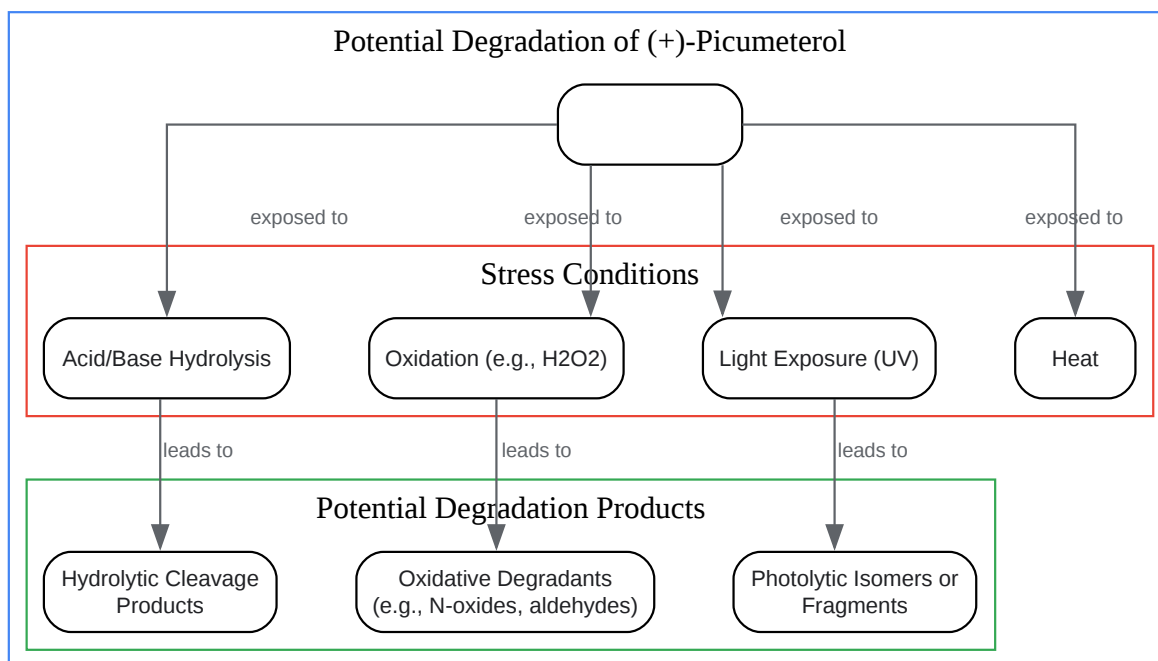 Potential Degradation of (+)-Picumeterol
exposed to
exposed to
exposed to
exposed to
Stress Conditions
Acid/Base Hydrolysis
Oxidation (e.g., H2O2)
Light Exposure (UV)
Heat
leads to
leads to
leads to
Potential Degradation Products
Hydrolytic Cleavage
Products
Oxidative Degradants
(e.g., N-oxides, aldehydes)
Photolytic Isomers or
Fragments